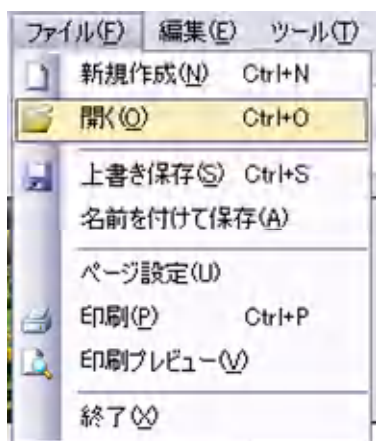 ファイル(F) 編集(E) ツール(T)
新規作成(N) Ctrl+N
開く(O) Ctrl+O
上書き保存(S) Ctrl+S
名前を付けて保存(A)
ページ設定(U)
印刷(P) Ctrl+P
印刷プレビュー(V)
終了(X)